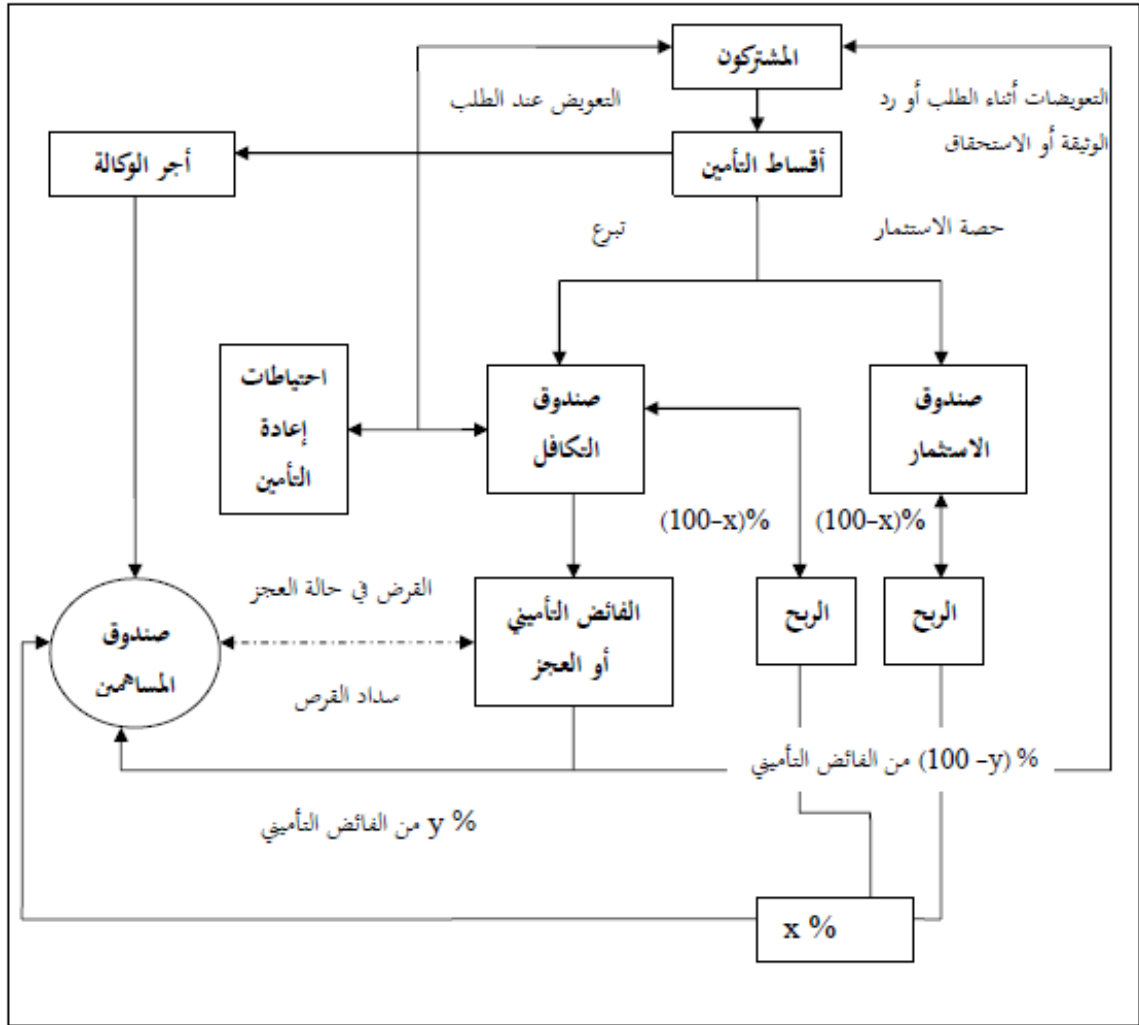 المشتركون
التعويض عند الطلب
التعويضات أثناء الطلب أو رد
الوثيقة أو الاستحقاق
أقساط التأمين
أجر الوكالة
تبرع
حصة الاستثمار
احتياطات
إعادة
التأمين
صندوق
التكافل
صندوق
الاستثمار
(100-x)%
(100-x)%
القرض في حالة العجز
الفائض التأميني
أو العجز
الربح
الربح
صندوق
المساهمين
سداد القرص
% (100 -y) من الفائض التأميني
y % من الفائض التأميني
x %